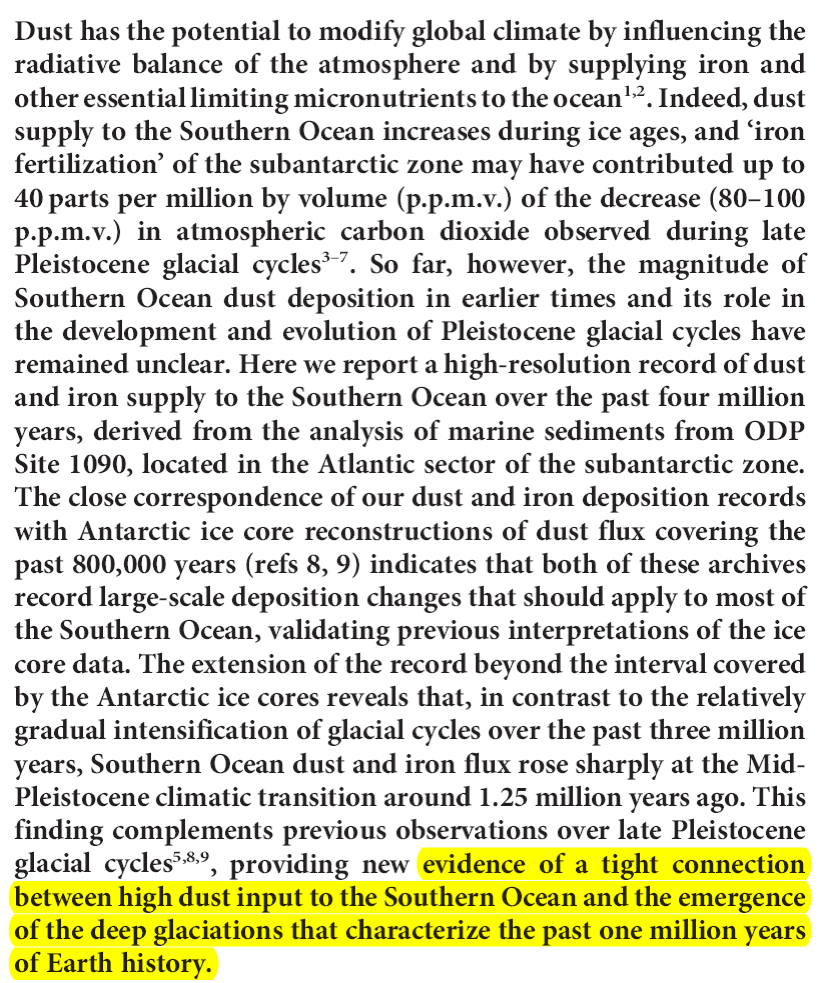 Dust has the potential to modify global climate by influencing the
radiative balance of the atmosphere and by supplying iron and
other essential limiting micronutrients to the ocean1,2. Indeed, dust
supply to the Southern Ocean increases during ice ages, and ‘iron
fertilization’ of the subantarctic zone may have contributed up to
40 parts per million by volume (p.p.m.v.) of the decrease (80–100
p.p.m.v.) in atmospheric carbon dioxide observed during late
Pleistocene glacial cycles3–7. So far, however, the magnitude of
Southern Ocean dust deposition in earlier times and its role in
the development and evolution of Pleistocene glacial cycles have
remained unclear. Here we report a high-resolution record of dust
and iron supply to the Southern Ocean over the past four million
years, derived from the analysis of marine sediments from ODP
Site 1090, located in the Atlantic sector of the subantarctic zone.
The close correspondence of our dust and iron deposition records
with Antarctic ice core reconstructions of dust flux covering the
past 800,000 years (refs 8, 9) indicates that both of these archives
record large-scale deposition changes that should apply to most of
the Southern Ocean, validating previous interpretations of the ice
core data. The extension of the record beyond the interval covered
by the Antarctic ice cores reveals that, in contrast to the relatively
gradual intensification of glacial cycles over the past three million
years, Southern Ocean dust and iron flux rose sharply at the Mid-
Pleistocene climatic transition around 1.25 million years ago. This
finding complements previous observations over late Pleistocene
glacial cycles5,8,9, providing new evidence of a tight connection
between high dust input to the Southern Ocean and the emergence
of the deep glaciations that characterize the past one million years
of Earth history.